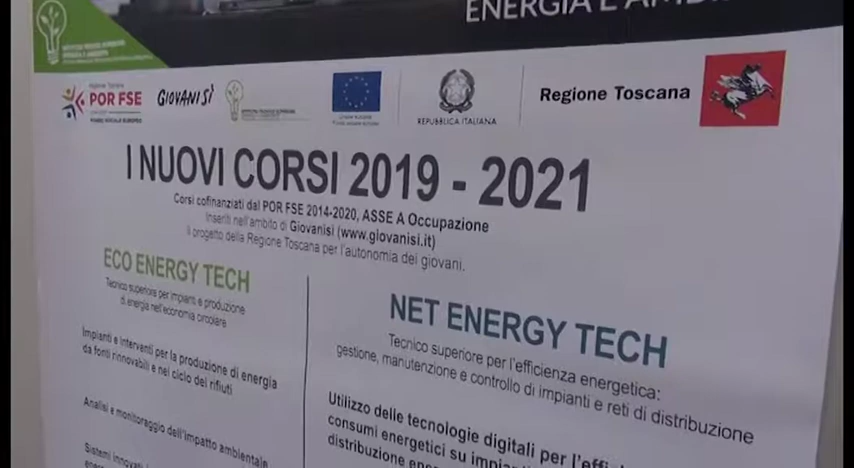 ENERGIA E AMBI
Regione Toscana
POR FSE
GIOVANISÌ
REPUBBLICA ITALIANA
Regione Toscana
I NUOVI CORSI 2019 - 2021
Corsi cofinanziati dal POR FSE 2014-2020, ASSE A Occupazione
Inseriti nell'ambito di Giovanisì (www.giovanisi.it)
il progetto della Regione Toscana per l'autonomia dei giovani.
ECO ENERGY TECH
Tecnico superiore per impianti e produzione
di energia nell'economia circolare
Impianti e interventi per la produzione di energia
da fonti rinnovabili e nel ciclo dei rifiuti
Analisi e monitoraggio dell'impatto ambientale
Sistemi innovati
NET ENERGY TECH
Tecnico superiore per l'efficienza energetica:
gestione, manutenzione e controllo di impianti e reti di distribuzione
Utilizzo delle tecnologie digitali per l'effi
consumi energetici su impian
distribuzione ener